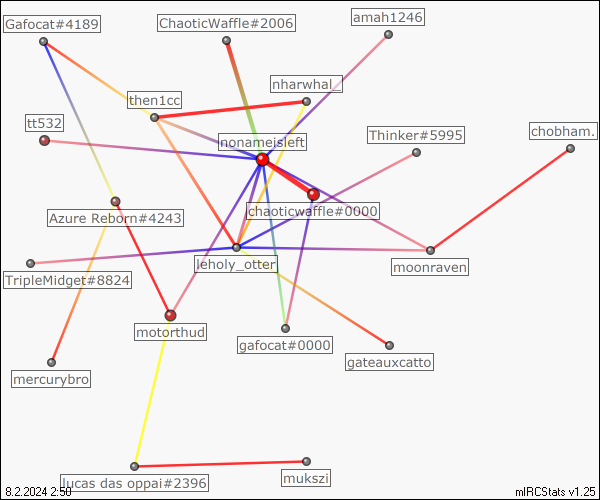 amah1246
Gafocat#4189
ChaoticWaffle#2006
nharwhal_
then1cc
tt532
nonamejsleft
Thinker#5995
chobham.
Azure Reborn#4243
chaoticwaffle#0000
leholy_otter
moonraven
TripleMidget#8824
motorthud
gafocat#0000
gateauxcatto
mercurybro
lucas das oppai#2396
mukszi
8.2.2024 2:50
mIRCStats v1.25